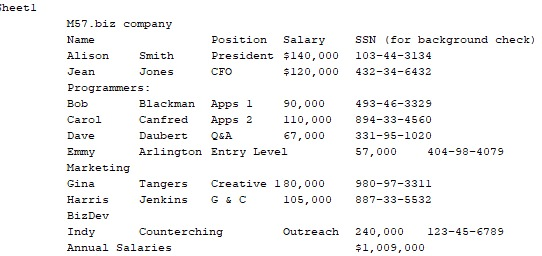 Sheet1
M57.biz company
Name Position Salary SSN (for background check)
Alison Smith President $140,000 103-44-3134
Jean Jones CFO $120,000 432-34-6432
Programmers:
Bob Blackman Apps 1 90,000 493-46-3329
Carol Canfred Apps 2 110,000 894-33-4560
Dave Daubert Q&A 67,000 331-95-1020
Emmy Arlington Entry Level 57,000 404-98-4079
Marketing
Gina Tangers Creative 180,000 980-97-3311
Harris Jenkins G & C 105,000 887-33-5532
BizDev
Indy Counterching Outreach 240,000 123-45-6789
Annual Salaries $1,009,000